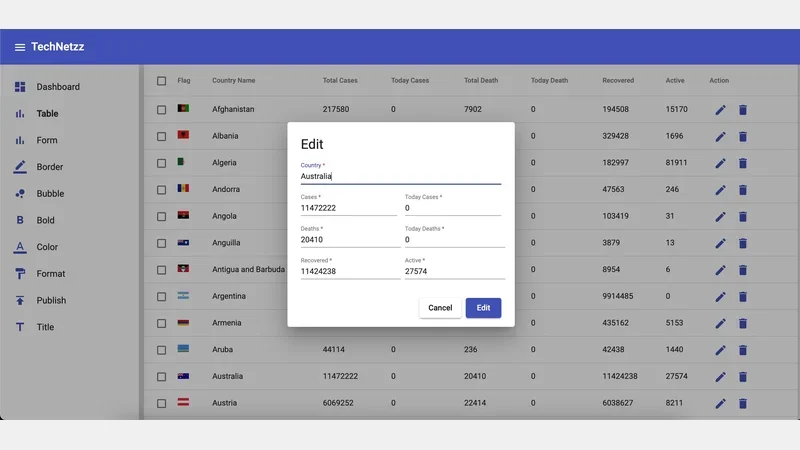 TechNetzz
Dashboard
Table
Form
Border
Bubble
Bold
Color
Format
Publish
Title
Flag Country Name Total Cases Today Cases Total Death Today Death Recovered Active Action
Afghanistan 217580 0 7902 0 194508 15170
Albania 0 329428 1696
Algeria 0 182997 81911
Andorra 0 47563 246
Angola 0 103419 31
Anguilla 0 3879 13
Antigua and Barbuda 0 8954 6
Argentina 0 9914485 0
Armenia 0 435162 5153
Aruba 44114 0 236 0 42438 1440
Australia 11472222 0 20410 0 11424238 27574
Austria 6069252 0 22414 0 6038627 8211
Edit
Country *
Australia
Cases * Today Cases *
11472222 0
Deaths * Today Deaths *
20410 0
Recovered * Active *
11424238 27574
Cancel Edit